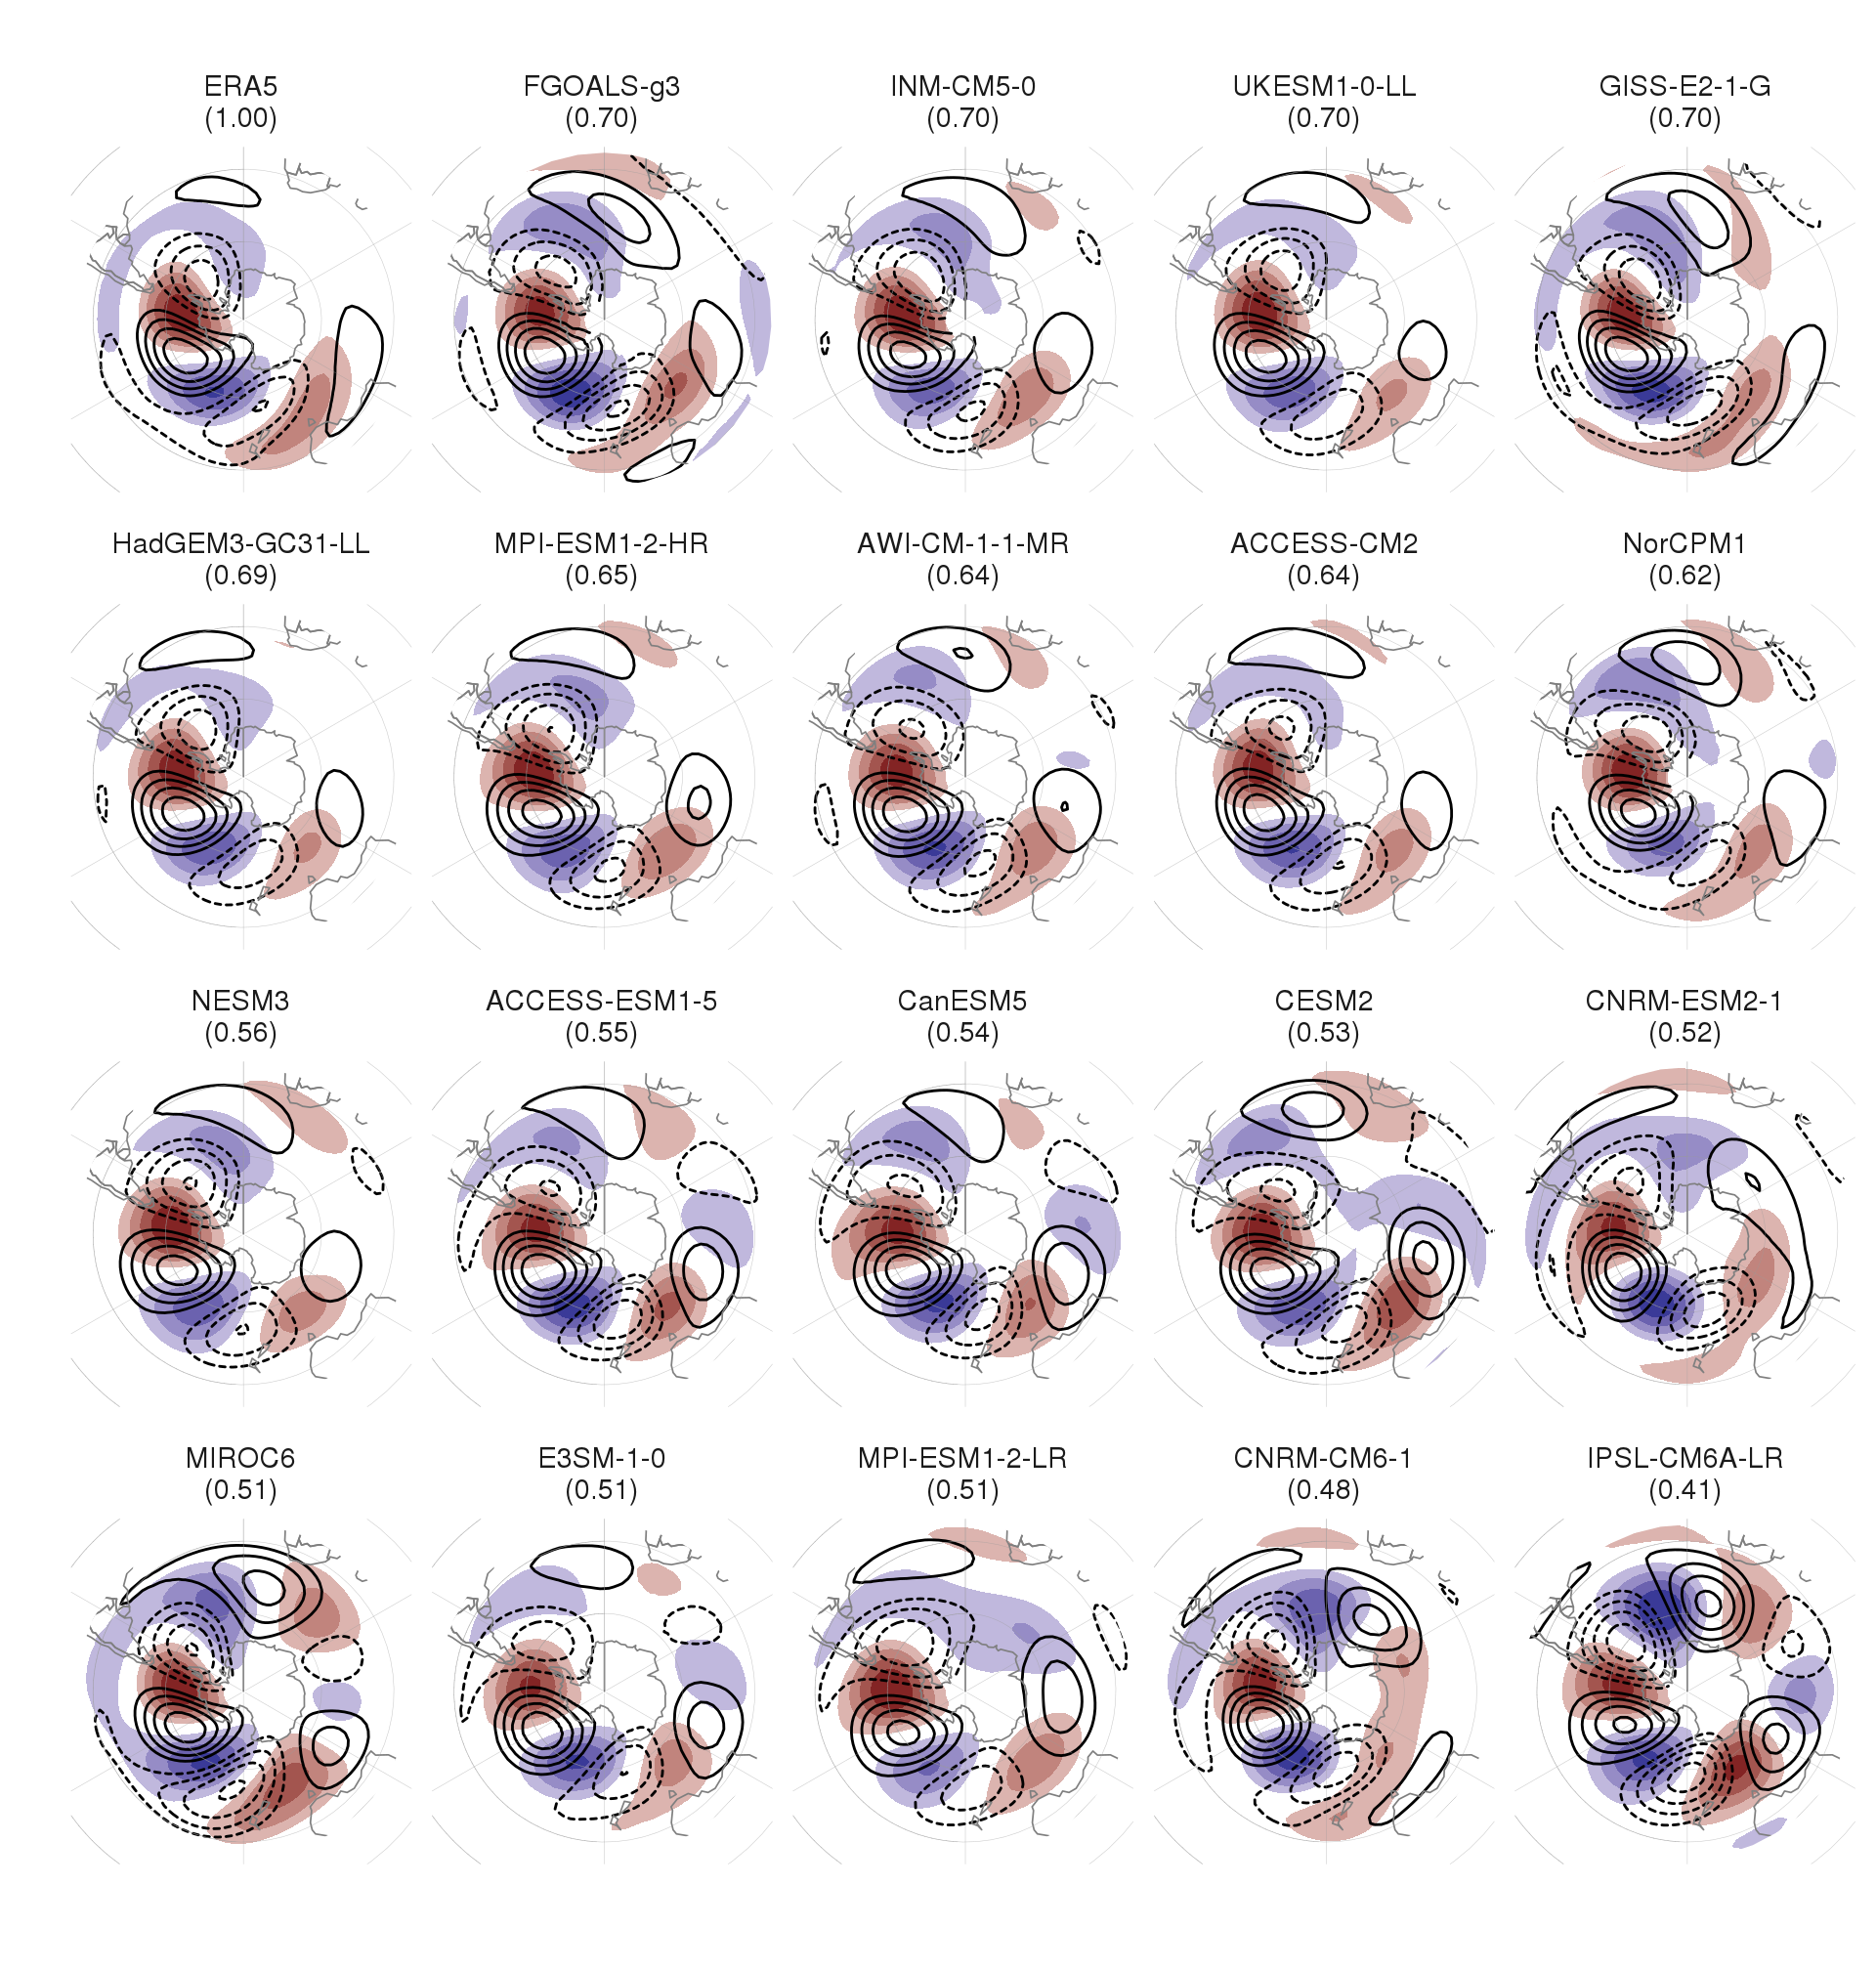 ERA5
(1.00)
FGOALS-g3
(0.70)
INM-CM5-0
(0.70)
UKESM1-0-LL
(0.70)
GISS-E2-1-G
(0.70)
HadGEM3-GC31-LL
(0.69)
MPI-ESM1-2-HR
(0.65)
AWI-CM-1-1-MR
(0.64)
ACCESS-CM2
(0.64)
NorCPM1
(0.62)
NESM3
(0.56)
ACCESS-ESM1-5
(0.55)
CanESM5
(0.54)
CESM2
(0.53)
CNRM-ESM2-1
(0.52)
MIROC6
(0.51)
E3SM-1-0
(0.51)
MPI-ESM1-2-LR
(0.51)
CNRM-CM6-1
(0.48)
IPSL-CM6A-LR
(0.41)